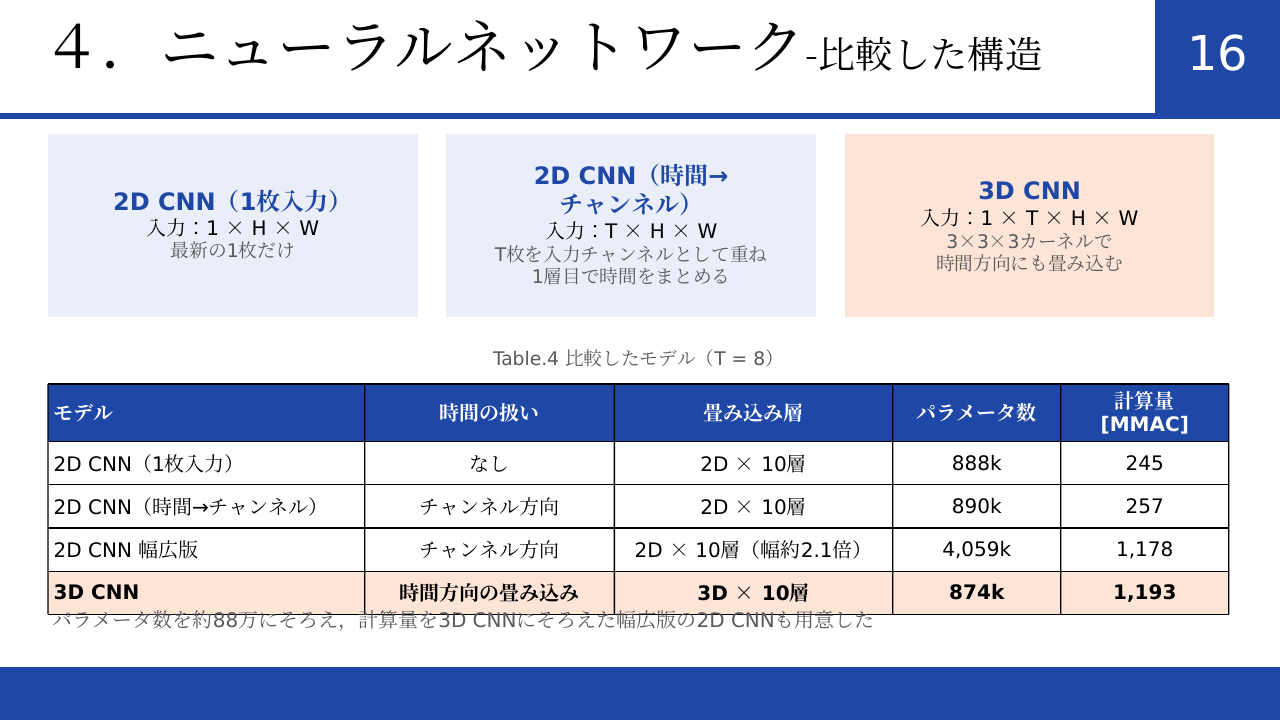 ４．ニューラルネットワーク-比較した構造
16
2D CNN（1枚入力）
入力：1 × H × W
最新の1枚だけ
2D CNN（時間→
チャンネル）
入力：T × H × W
T枚を入力チャンネルとして重ね
1層目で時間をまとめる
3D CNN
入力：1 × T × H × W
3×3×3カーネルで
時間方向にも畳み込む
Table.4 比較したモデル（T = 8）
モデル 時間の扱い 畳み込み層 パラメータ数 計算量
[MMAC]
2D CNN（1枚入力） なし 2D × 10層 888k 245
2D CNN（時間→チャンネル） チャンネル方向 2D × 10層 890k 257
2D CNN 幅広版 チャンネル方向 2D × 10層（幅約2.1倍） 4,059k 1,178
3D CNN 時間方向の畳み込み 3D × 10層 874k 1,193
パラメータ数を約88万にそろえ，計算量を3D CNNにそろえた幅広版の2D CNNも用意した